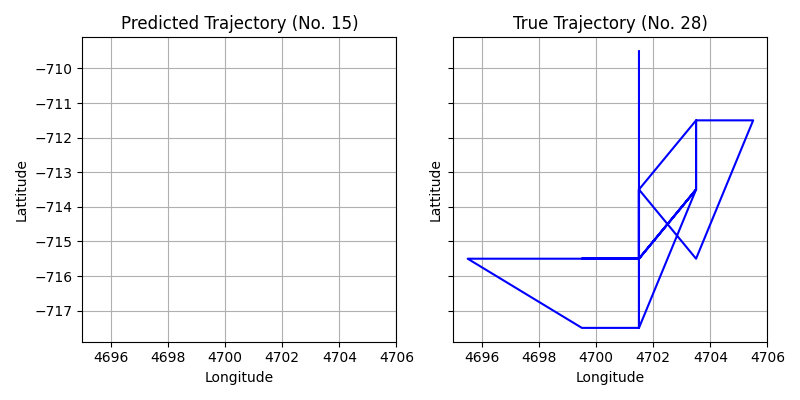 Predicted Trajectory (No. 15)
Lattitude
−710
−711
−712
−713
−714
−715
−716
−717
4696 4698 4700 4702 4704 4706
Longitude
True Trajectory (No. 28)
Lattitude
4696 4698 4700 4702 4704 4706
Longitude